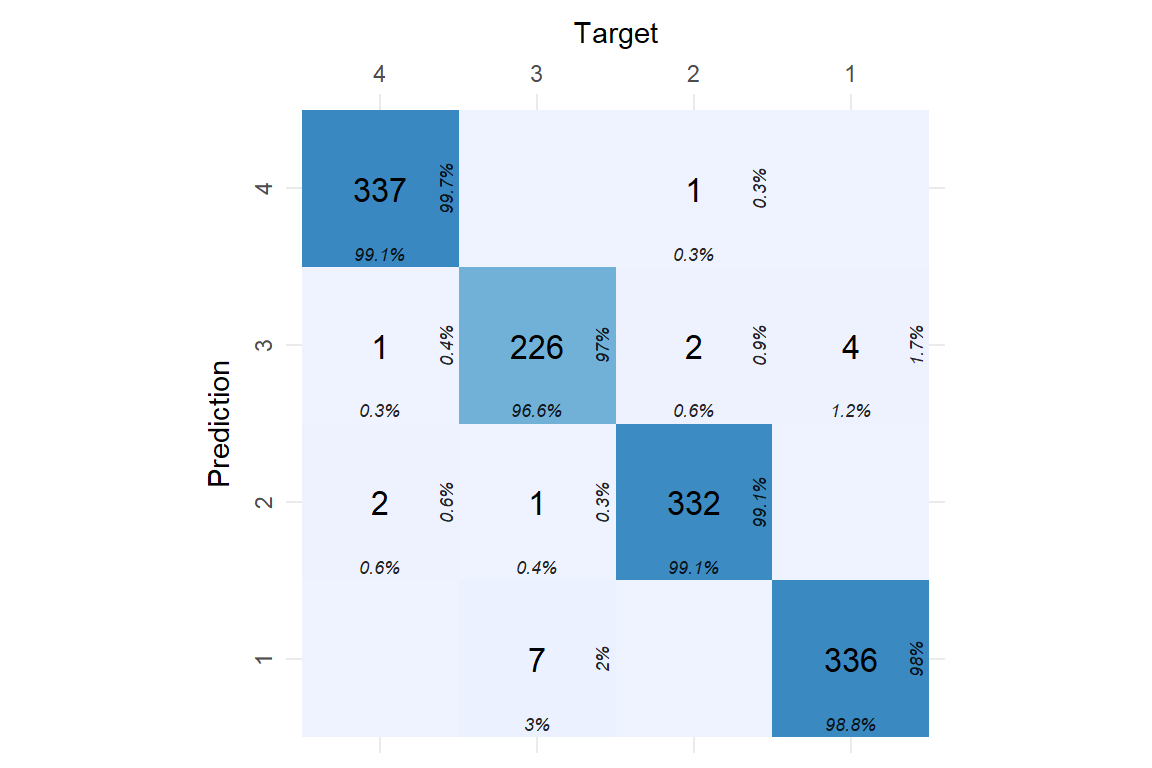 Target
4 3 2 1
Prediction
4
337 99.7% 1 0.3%
99.1% 0.3%
3
1 0.4% 226 97% 2 0.9% 4 1.7%
0.3% 96.6% 0.6% 1.2%
2
2 0.6% 1 0.3% 332 99.1%
0.6% 0.4% 99.1%
1
7 2% 336 98%
3% 98.8%